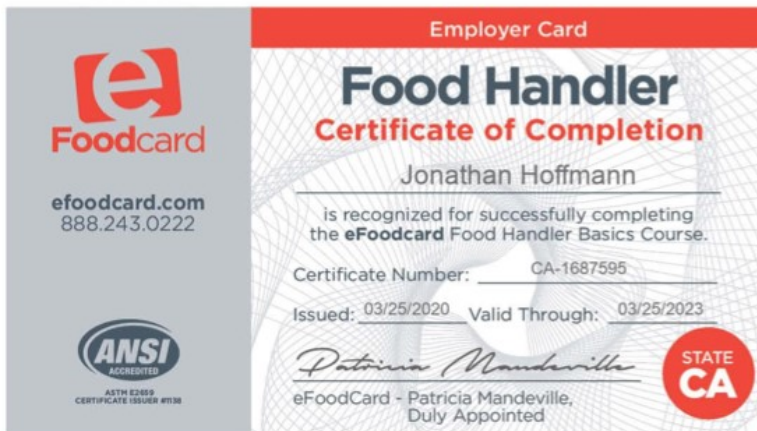 Employer Card
e
Foodcard
efoodcard.com
888.243.0222
ANSI
ACCREDITED
ASTM E2659
CERTIFICATE ISSUER #1138
Food Handler
Certificate of Completion
Jonathan Hoffmann
is recognized for successfully completing
the eFoodcard Food Handler Basics Course.
Certificate Number: CA-1687595
Issued: 03/25/2020 Valid Through: 03/25/2023
Patricia Mandeville
eFoodCard - Patricia Mandeville,
Duly Appointed
STATE
CA